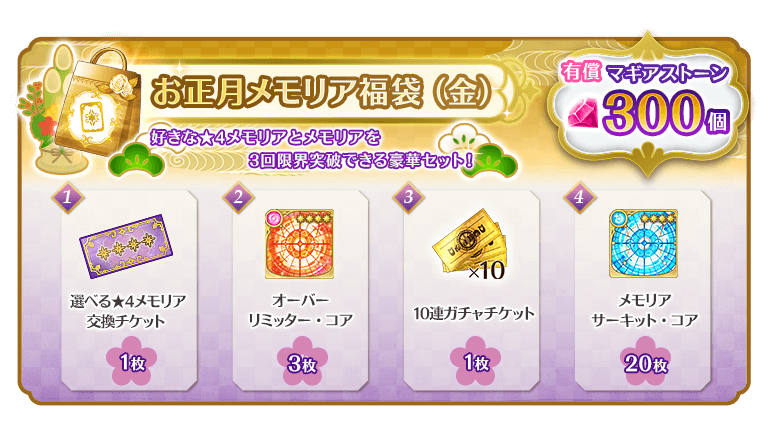 お正月メモリア福袋（金）
有償 マギアストーン
300個
好きな★4メモリアとメモリアを
3回限界突破できる豪華セット！
1
選べる★4メモリア
交換チケット
1枚
2
オーバー
リミッター・コア
3枚
3
×10
10連ガチャチケット
1枚
4
メモリア
サーキット・コア
20枚